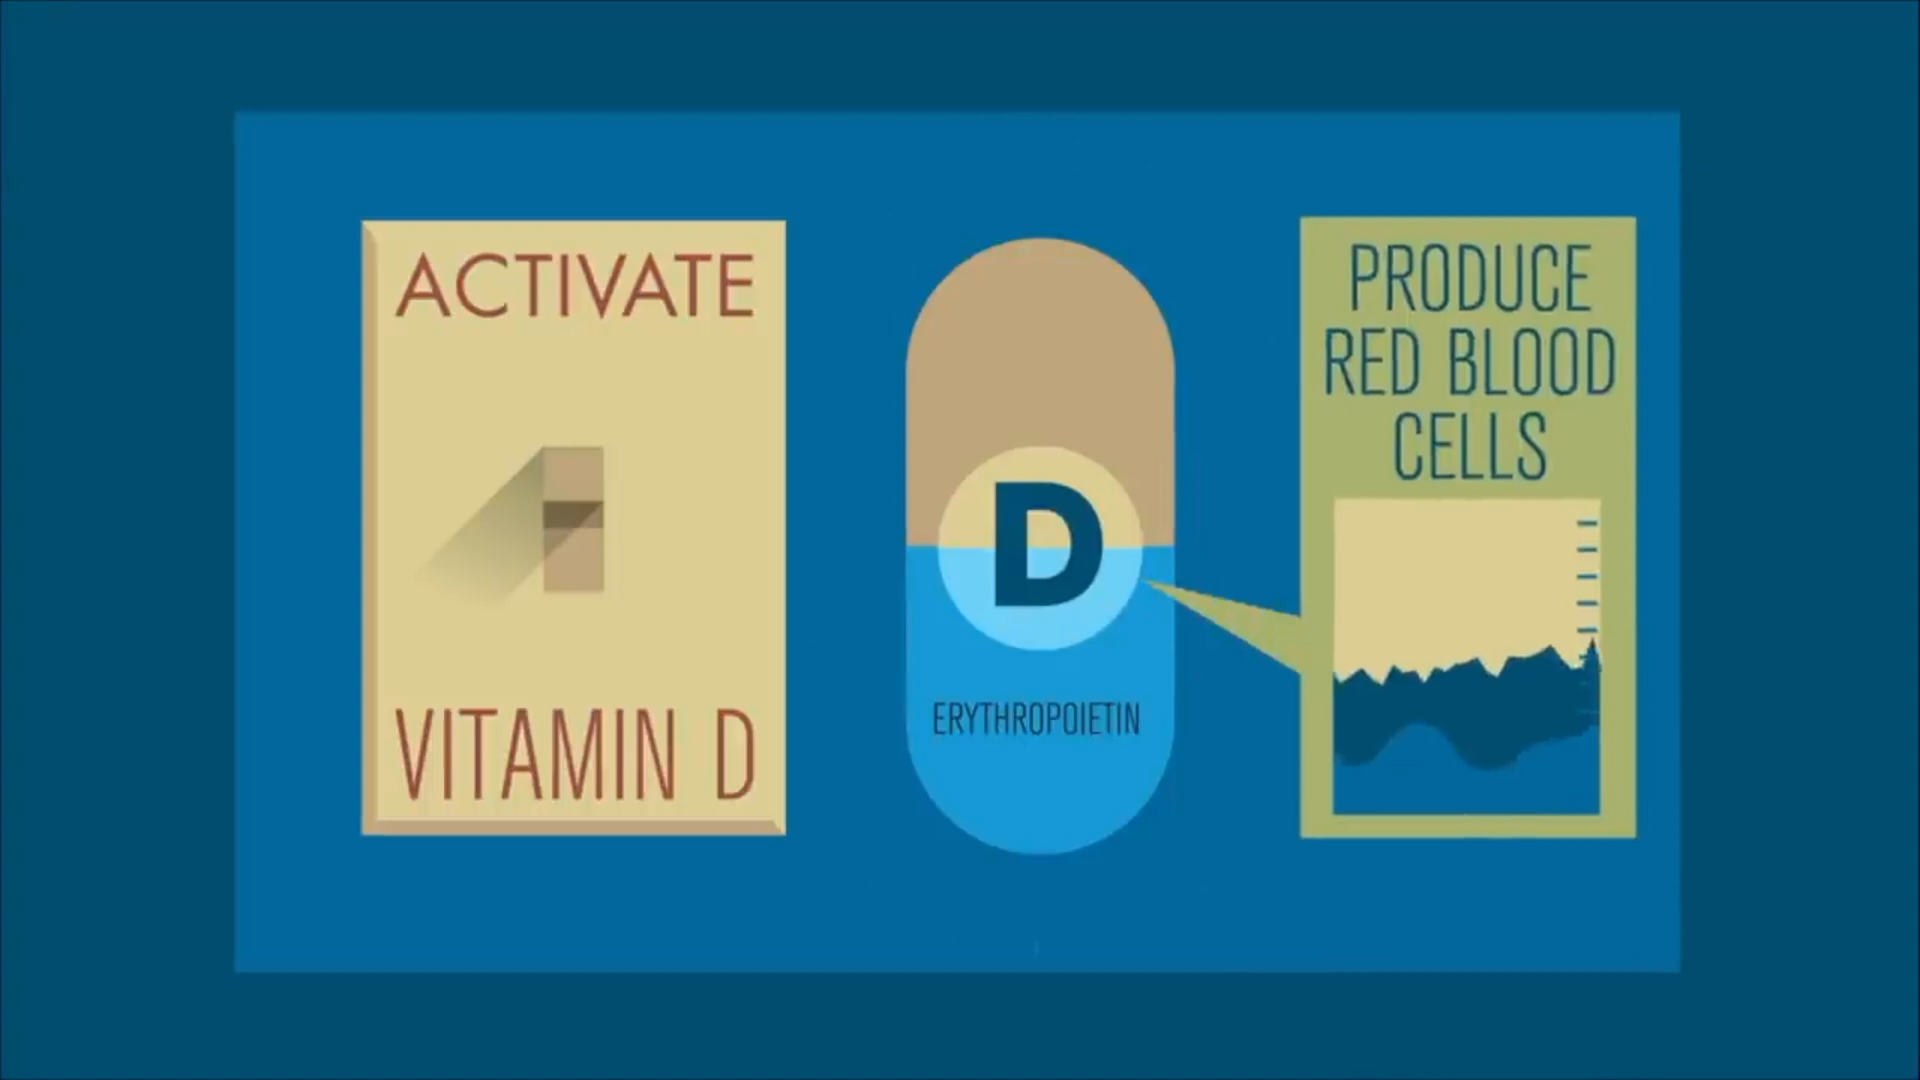 ACTIVATE
VITAMIN D
D
ERYTHROPOIETIN
PRODUCE
RED BLOOD
CELLS